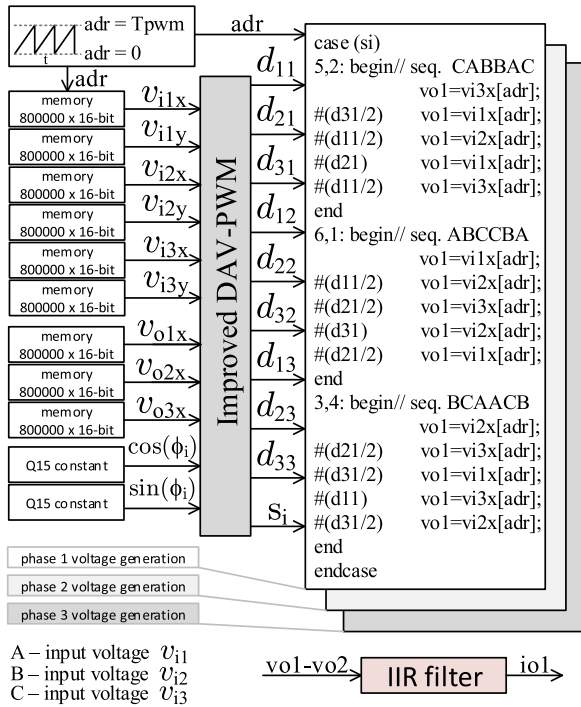 adr = Tpwm
adr = 0
t
adr
adr
memory
800000 x 16-bit
vi1x
memory
800000 x 16-bit
vi1y
memory
800000 x 16-bit
vi2x
memory
800000 x 16-bit
vi2y
memory
800000 x 16-bit
vi3x
memory
800000 x 16-bit
vi3y
memory
800000 x 16-bit
vo1x
memory
800000 x 16-bit
vo2x
memory
800000 x 16-bit
vo3x
Q15 constant
cos(ϕi)
Q15 constant
sin(ϕi)
Improved DAV-PWM
d11
d21
d31
d12
d22
d32
d13
d23
d33
si
case (si)
5,2: begin// seq. CABBAC
vo1=vi3x[adr];
#(d31/2) vo1=vi1x[adr];
#(d11/2) vo1=vi2x[adr];
#(d21) vo1=vi1x[adr];
#(d11/2) vo1=vi3x[adr];
end
6,1: begin// seq. ABCCBA
vo1=vi1x[adr];
#(d11/2) vo1=vi2x[adr];
#(d21/2) vo1=vi3x[adr];
#(d31) vo1=vi2x[adr];
#(d21/2) vo1=vi1x[adr];
end
3,4: begin// seq. BCAACB
vo1=vi2x[adr];
#(d21/2) vo1=vi3x[adr];
#(d31/2) vo1=vi1x[adr];
#(d11) vo1=vi3x[adr];
#(d31/2) vo1=vi2x[adr];
end
endcase
phase 1 voltage generation
phase 2 voltage generation
phase 3 voltage generation
A – input voltage vi1
B – input voltage vi2
C – input voltage vi3
vo1-vo2
IIR filter
io1